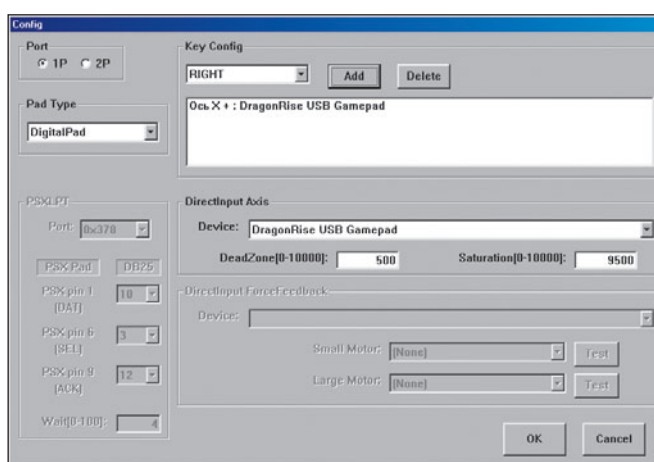 Config
Port
1P 2P
Pad Type
DigitalPad
Key Config
RIGHT Add Delete
Ось X + : DragonRise USB Gamepad
PSXLPT
Port: 0x378
PSX Pad DB25
PSX pin 1 10
[DAT]
PSX pin 6 3
[SEL]
PSX pin 9 12
[ACK]
Wait[0-100]: 4
DirectInput Axis
Device: DragonRise USB Gamepad
DeadZone[0-10000]: 500 Saturation[0-10000]: 9500
DirectInput ForceFeedback
Device:
Small Motor: [None] Test
Large Motor: [None] Test
OK Cancel